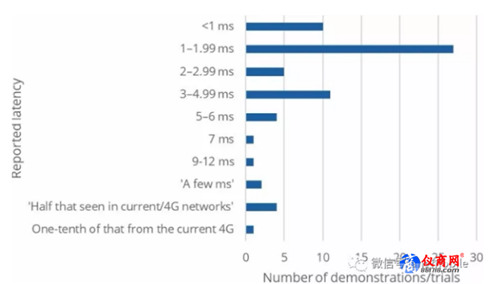 <1 ms
1–1.99 ms
2–2.99 ms
3–4.99 ms
5–6 ms
7 ms
9-12 ms
'A few ms'
'Half that seen in current/4G networks'
One-tenth of that from the current 4G
Reported latency
0 5 10 15 20 25 30
Number of demonstrations/trials
微信
仪商网